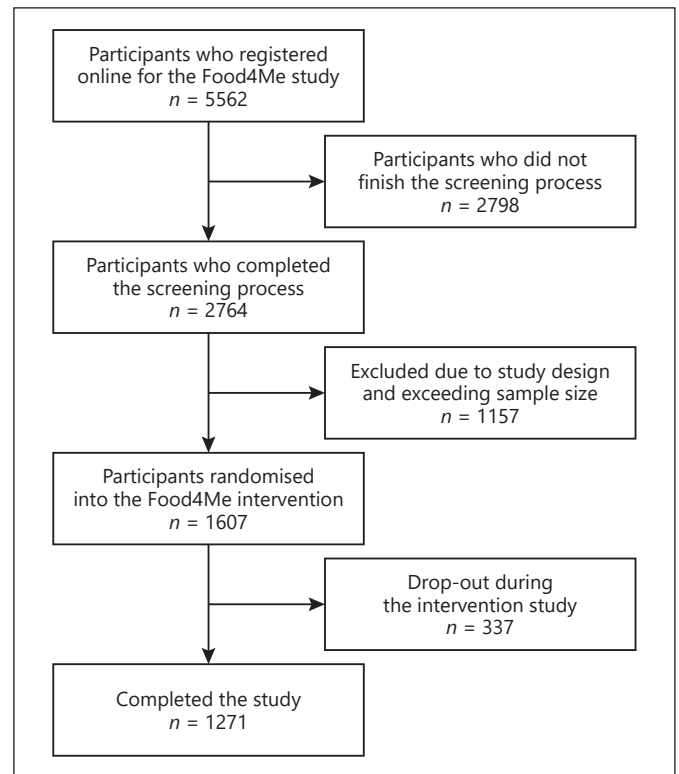 Participants who registered
online for the Food4Me study
n = 5562
Participants who did not
finish the screening process
n = 2798
Participants who completed
the screening process
n = 2764
Excluded due to study design
and exceeding sample size
n = 1157
Participants randomised
into the Food4Me intervention
n = 1607
Drop-out during
the intervention study
n = 337
Completed the study
n = 1271